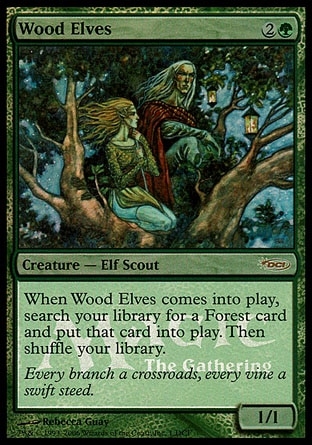 Wood Elves 2
Creature — Elf Scout
DCI
When Wood Elves comes into play,
search your library for a Forest card
and put that card into play. Then
shuffle your library.
The Gathering
Every branch a crossroads, every vine a
swift steed.
Rebecca Guay
1/1